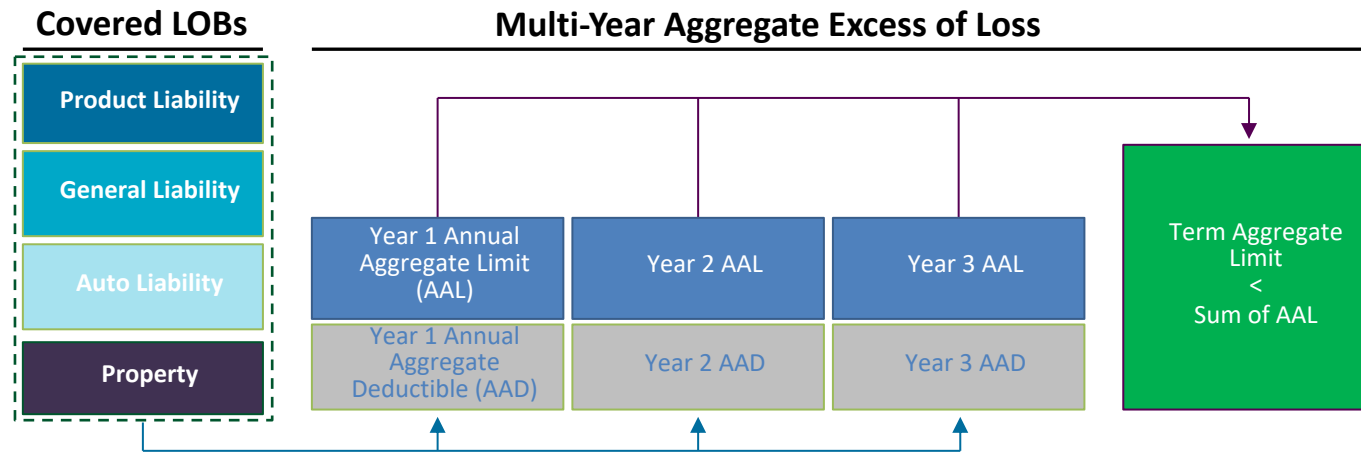 Covered LOBs
Multi-Year Aggregate Excess of Loss
Product Liability
General Liability
Auto Liability
Property
Year 1 Annual
Aggregate Limit
(AAL)
Year 2 AAL
Year 3 AAL
Year 1 Annual
Aggregate
Deductible (AAD)
Year 2 AAD
Year 3 AAD
Term Aggregate
Limit
<
Sum of AAL